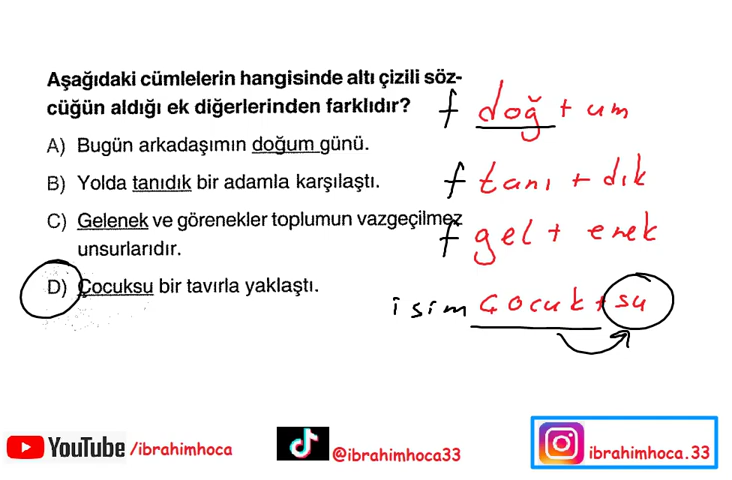 Aşağıdaki cümlelerin hangisinde altı çizili söz-
cüğün aldığı ek diğerlerinden farklıdır?
A) Bugün arkadaşımın doğum günü.
B) Yolda tanıdık bir adamla karşılaştı.
C) Gelenek ve görenekler toplumun vazgeçilmez
unsurlarıdır.
D) Çocuksu bir tavırla yaklaştı.
f doğ + um
f tanı + dık
f gel + enek
isim çocuk + su
YouTube /ibrahimhoca
@ibrahimhoca33
ibrahimhoca.33